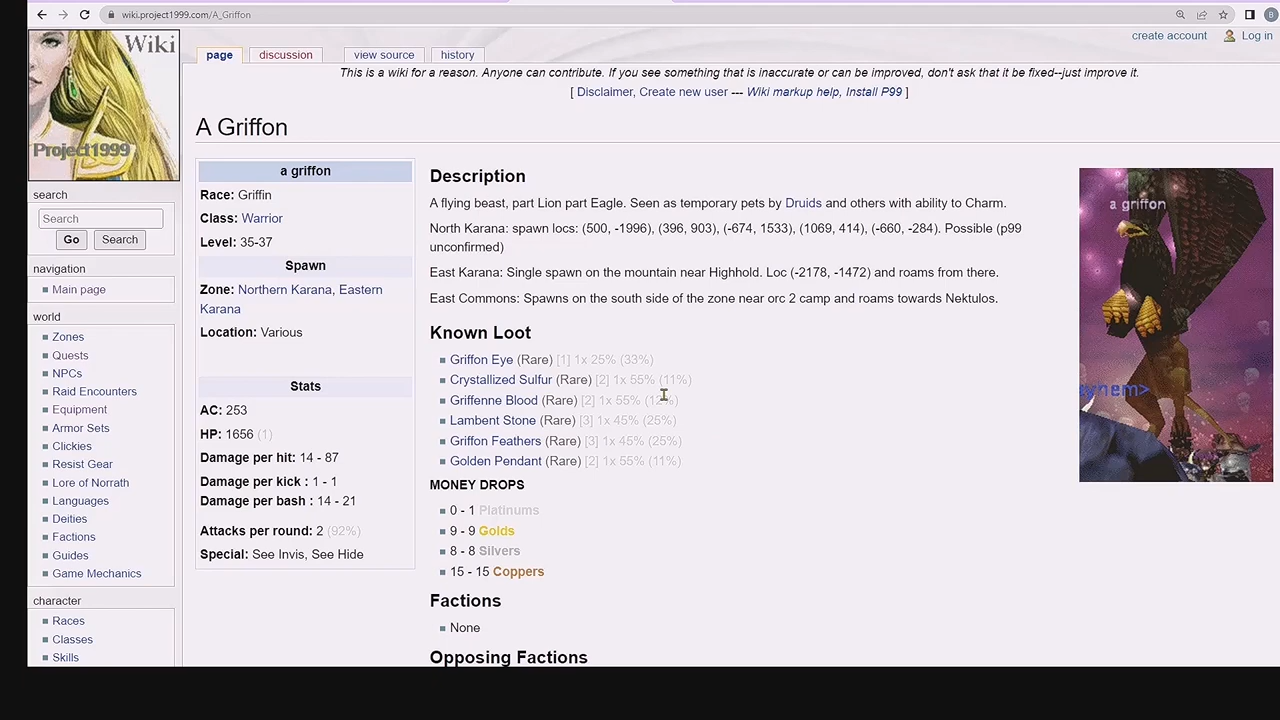 wiki.project1999.com/A_Griffon
Wiki
Project1999
page
discussion
view source
history
create account
Log in
This is a wiki for a reason. Anyone can contribute. If you see something that is inaccurate or can be improved, don't ask that it be fixed--just improve it.
[ Disclaimer, Create new user --- Wiki markup help, Install P99 ]
A Griffon
search
Search
Go
Search
navigation
Main page
world
Zones
Quests
NPCs
Raid Encounters
Equipment
Armor Sets
Clickies
Resist Gear
Lore of Norrath
Languages
Deities
Factions
Guides
Game Mechanics
character
Races
Classes
Skills
a griffon
Race: Griffin
Class: Warrior
Level: 35-37
Spawn
Zone: Northern Karana, Eastern
Karana
Location: Various
Stats
AC: 253
HP: 1656 (1)
Damage per hit: 14 - 87
Damage per kick : 1 - 1
Damage per bash : 14 - 21
Attacks per round: 2 (92%)
Special: See Invis, See Hide
Description
A flying beast, part Lion part Eagle. Seen as temporary pets by Druids and others with ability to Charm.
North Karana: spawn locs: (500, -1996), (396, 903), (-674, 1533), (1069, 414), (-660, -284). Possible (p99
unconfirmed)
East Karana: Single spawn on the mountain near Highhold. Loc (-2178, -1472) and roams from there.
East Commons: Spawns on the south side of the zone near orc 2 camp and roams towards Nektulos.
Known Loot
Griffon Eye (Rare) [1] 1x 25% (33%)
Crystallized Sulfur (Rare) [2] 1x 55% (11%)
Griffenne Blood (Rare) [2] 1x 55% (12%)
Lambent Stone (Rare) [3] 1x 45% (25%)
Griffon Feathers (Rare) [3] 1x 45% (25%)
Golden Pendant (Rare) [2] 1x 55% (11%)
MONEY DROPS
0 - 1 Platinums
9 - 9 Golds
8 - 8 Silvers
15 - 15 Coppers
Factions
None
Opposing Factions
a griffon
B